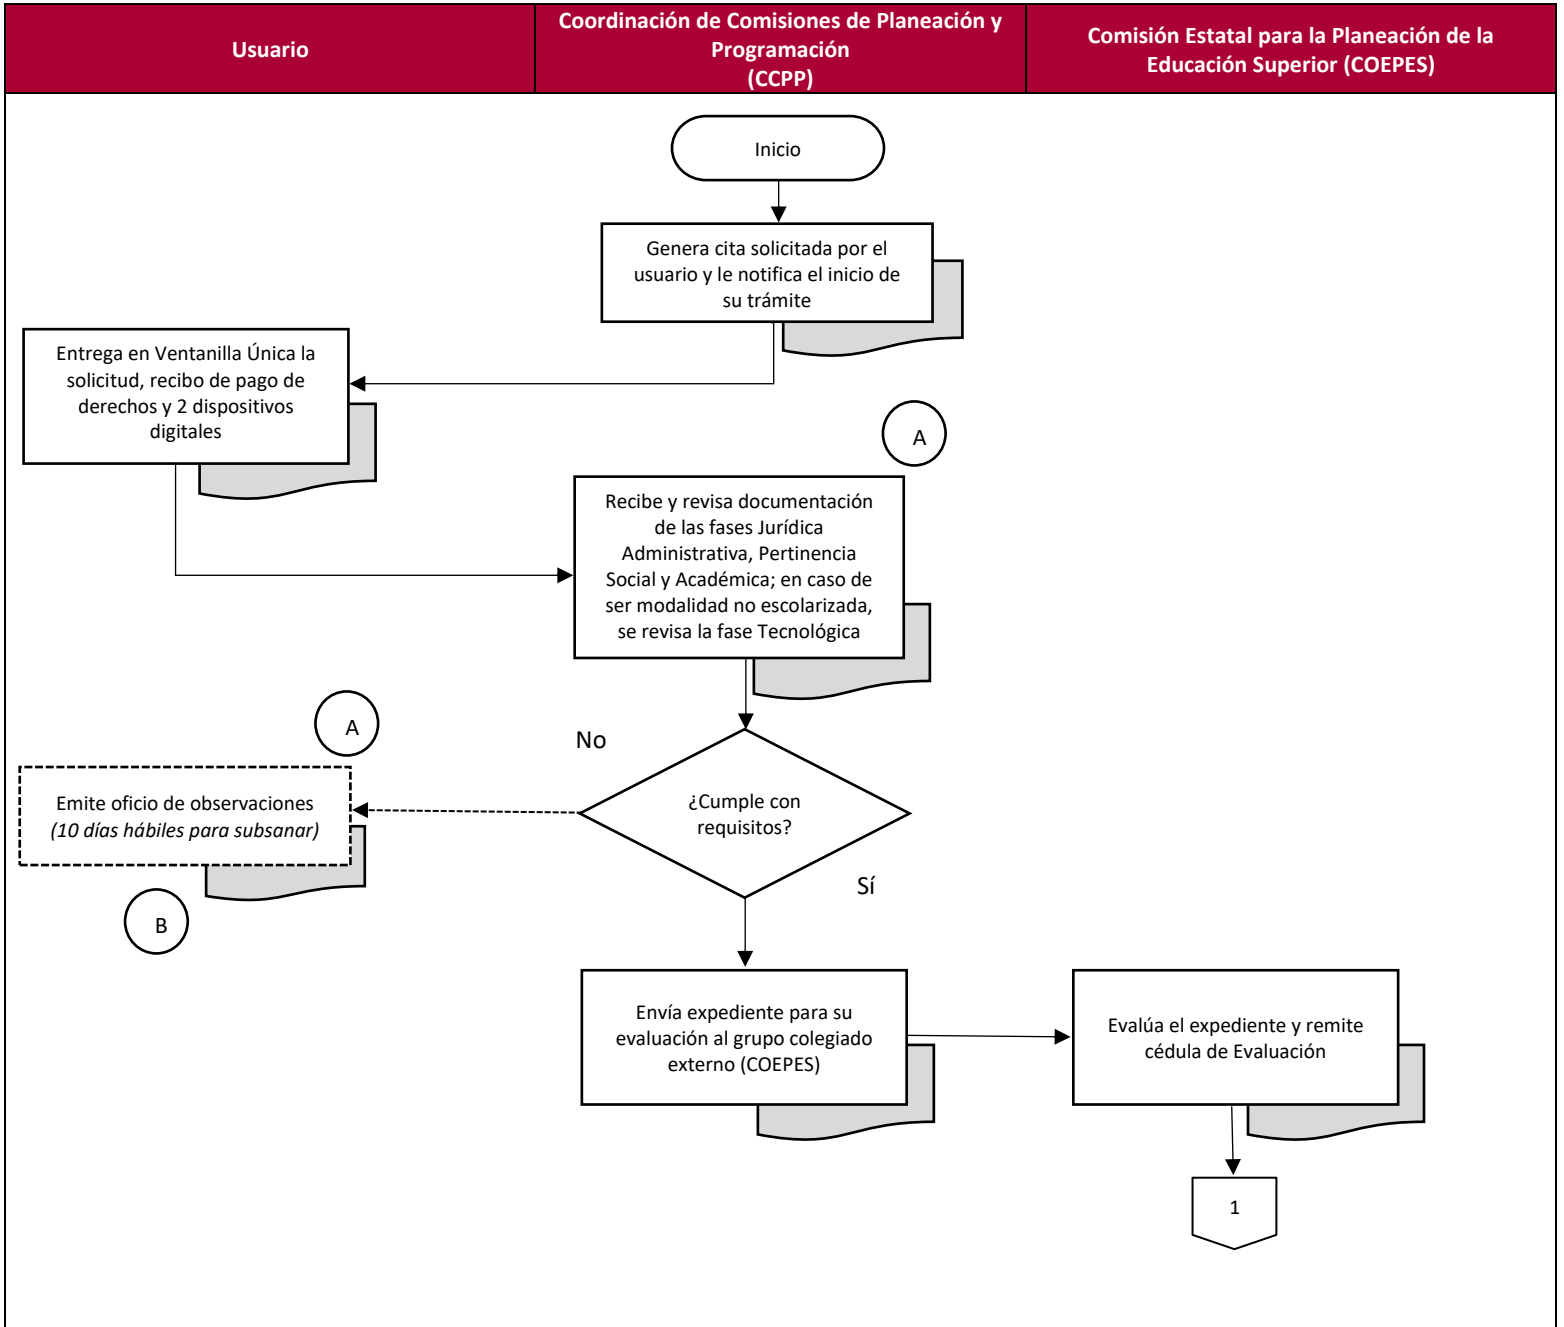 Usuario
Coordinación de Comisiones de Planeación y
Programación
(CCPP)
Comisión Estatal para la Planeación de la
Educación Superior (COEPES)
Inicio
Genera cita solicitada por el
usuario y le notifica el inicio de
su trámite
Entrega en Ventanilla Única la
solicitud, recibo de pago de
derechos y 2 dispositivos
digitales
A
Recibe y revisa documentación
de las fases Jurídica
Administrativa, Pertinencia
Social y Académica; en caso de
ser modalidad no escolarizada,
se revisa la fase Tecnológica
A
No
Emite oficio de observaciones
(10 días hábiles para subsanar)
¿Cumple con
requisitos?
Sí
B
Envía expediente para su
evaluación al grupo colegiado
externo (COEPES)
Evalúa el expediente y remite
cédula de Evaluación
1